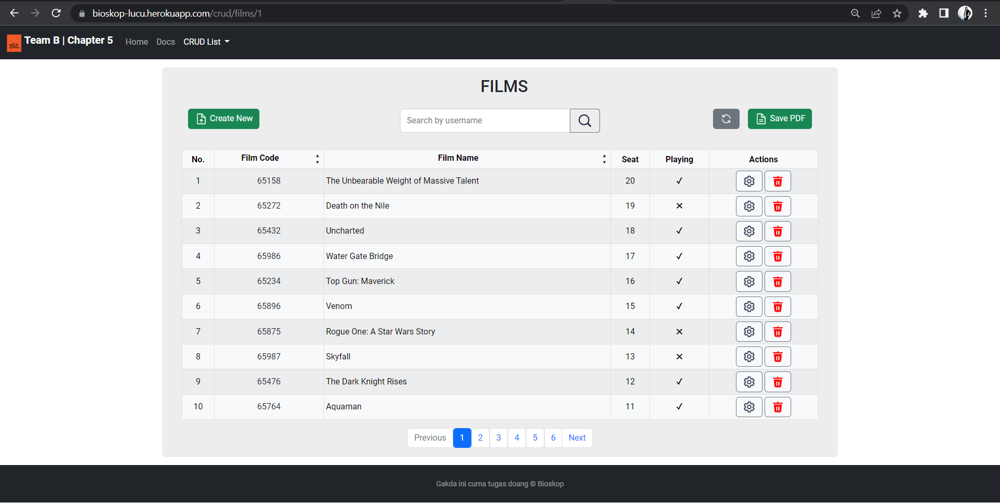 bioskop-lucu.herokuapp.com/crud/films/1
1St Team B | Chapter 5 Home Docs CRUD List
FILMS
Create New Search by username Save PDF
No. Film Code Film Name Seat Playing Actions
1 65158 The Unbearable Weight of Massive Talent 20 ✓
2 65272 Death on the Nile 19 ✕
3 65432 Uncharted 18 ✓
4 65986 Water Gate Bridge 17 ✓
5 65234 Top Gun: Maverick 16 ✓
6 65896 Venom 15 ✓
7 65875 Rogue One: A Star Wars Story 14 ✕
8 65987 Skyfall 13 ✕
9 65476 The Dark Knight Rises 12 ✓
10 65764 Aquaman 11 ✓
Previous 1 2 3 4 5 6 Next
Gakda ini cuma tugas doang © Bioskop